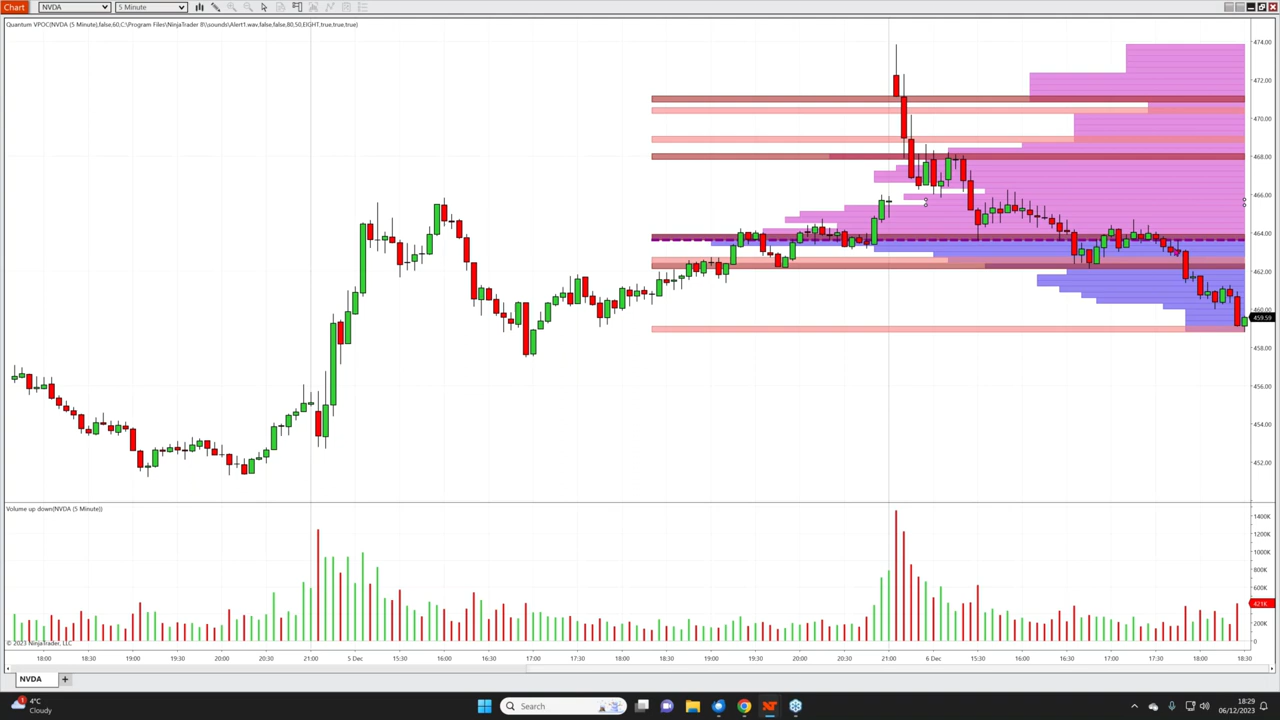 Chart NVDA 5 Minute
Quantum VPOC(NVDA (5 Minute),false,60,C:\Program Files\NinjaTrader 8\\sounds\Alert1.wav,false,false,80,50,EIGHT,true,true,true)
474.00
472.00
470.00
468.00
466.00
464.00
462.00
460.00
459.59
458.00
456.00
454.00
452.00
Volume up down(NVDA (5 Minute))
1400K
1200K
1000K
800K
600K
421K
200K
0
© 2023 NinjaTrader, LLC
18:00 18:30 19:00 19:30 20:00 20:30 21:00 5 Dec 15:30 16:00 16:30 17:00 17:30 18:00 18:30 19:00 19:30 20:00 20:30 21:00 6 Dec 15:30 16:00 16:30 17:00 17:30 18:00 18:30
NVDA +
1 4°C
Cloudy
Search
18:29
06/12/2023